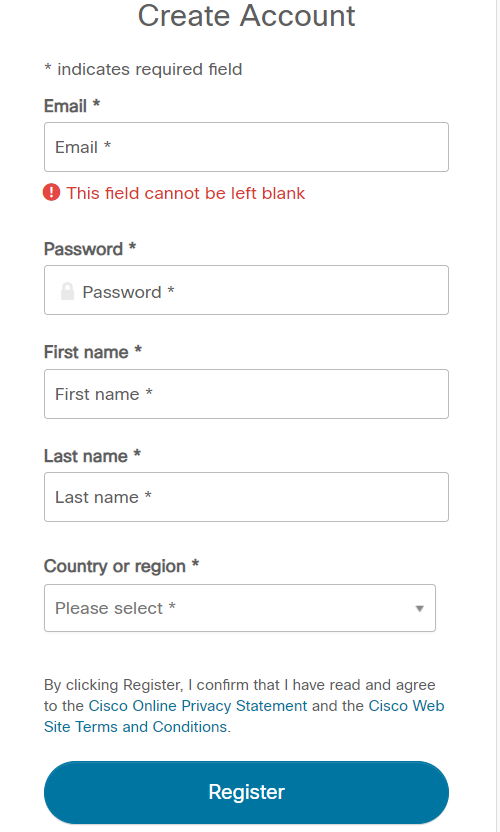 Create Account
* indicates required field
Email *
Email *
This field cannot be left blank
Password *
Password *
First name *
First name *
Last name *
Last name *
Country or region *
Please select *
By clicking Register, I confirm that I have read and agree
to the Cisco Online Privacy Statement and the Cisco Web
Site Terms and Conditions.
Register